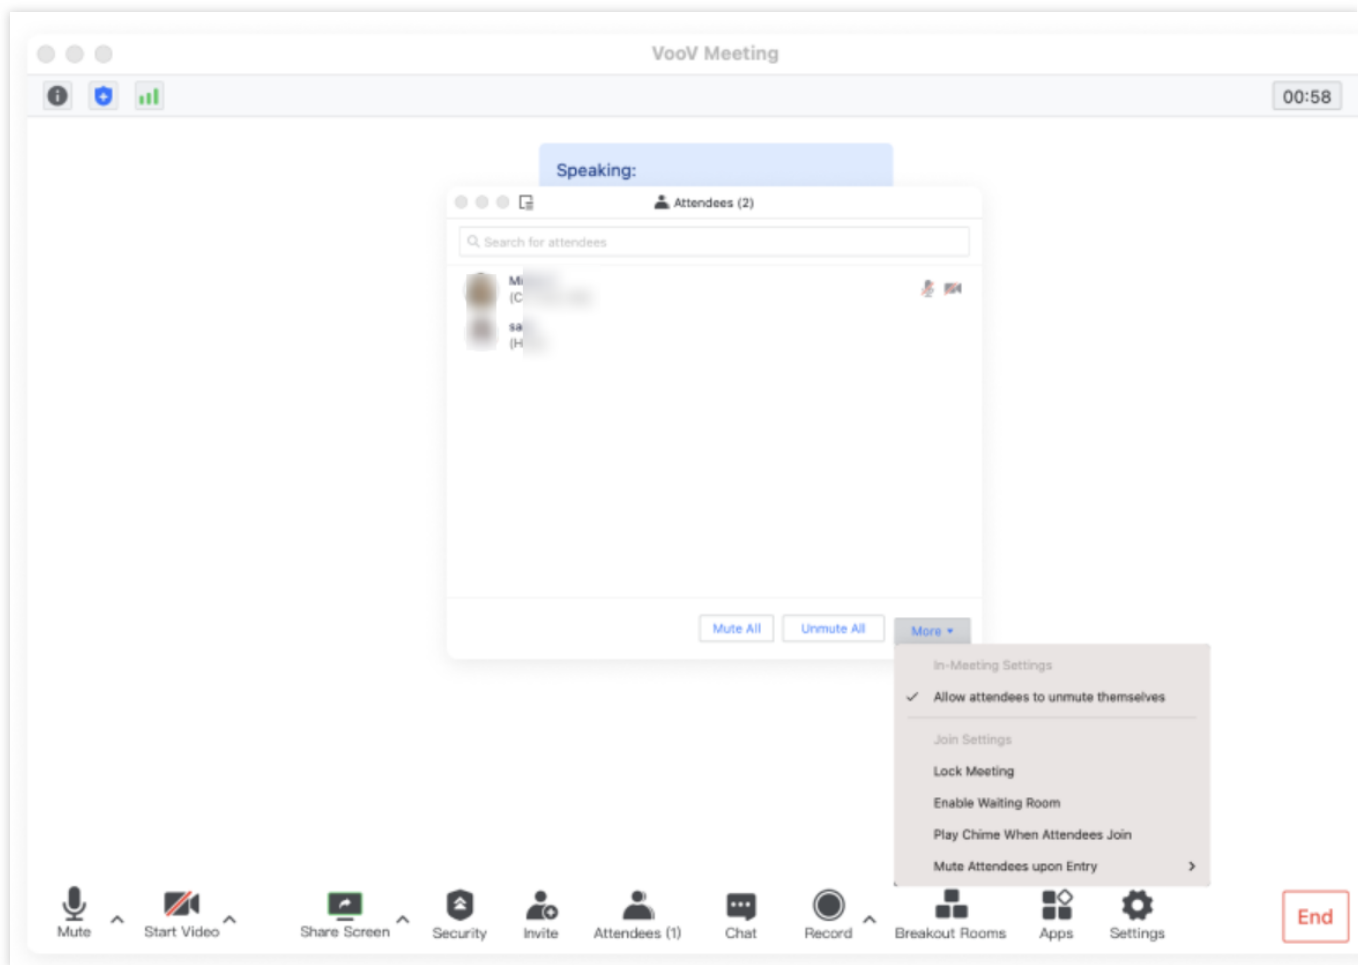 VooV Meeting
00:58
Speaking:
Attendees (2)
Search for attendees
Mute All
Unmute All
More
In-Meeting Settings
Allow attendees to unmute themselves
Join Settings
Lock Meeting
Enable Waiting Room
Play Chime When Attendees Join
Mute Attendees upon Entry
Mute
Start Video
Share Screen
Security
Invite
Attendees (1)
Chat
Record
Breakout Rooms
Apps
Settings
End